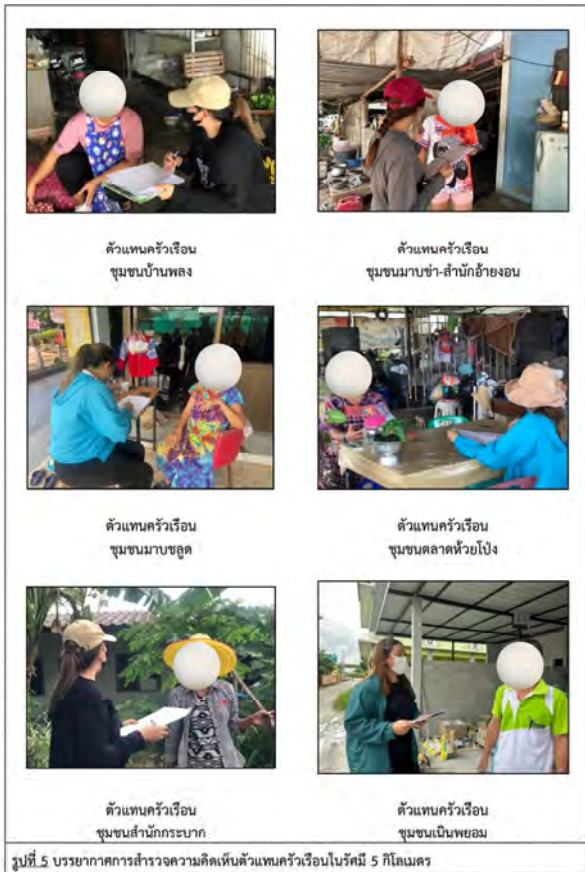 ตัวแทนครัวเรือน
ชุมชนบ้านพลง
ตัวแทนครัวเรือน
ชุมชนมาบข่า-สำนักอ้ายงอน
ตัวแทนครัวเรือน
ชุมชนมาบชลูด
ตัวแทนครัวเรือน
ชุมชนตลาดห้วยโป่ง
ตัวแทนครัวเรือน
ชุมชนสำนักกะบาก
ตัวแทนครัวเรือน
ชุมชนเนินพยอม
รูปที่ 5 บรรยากาศการสำรวจความคิดเห็นตัวแทนครัวเรือนในรัศมี 5 กิโลเมตร